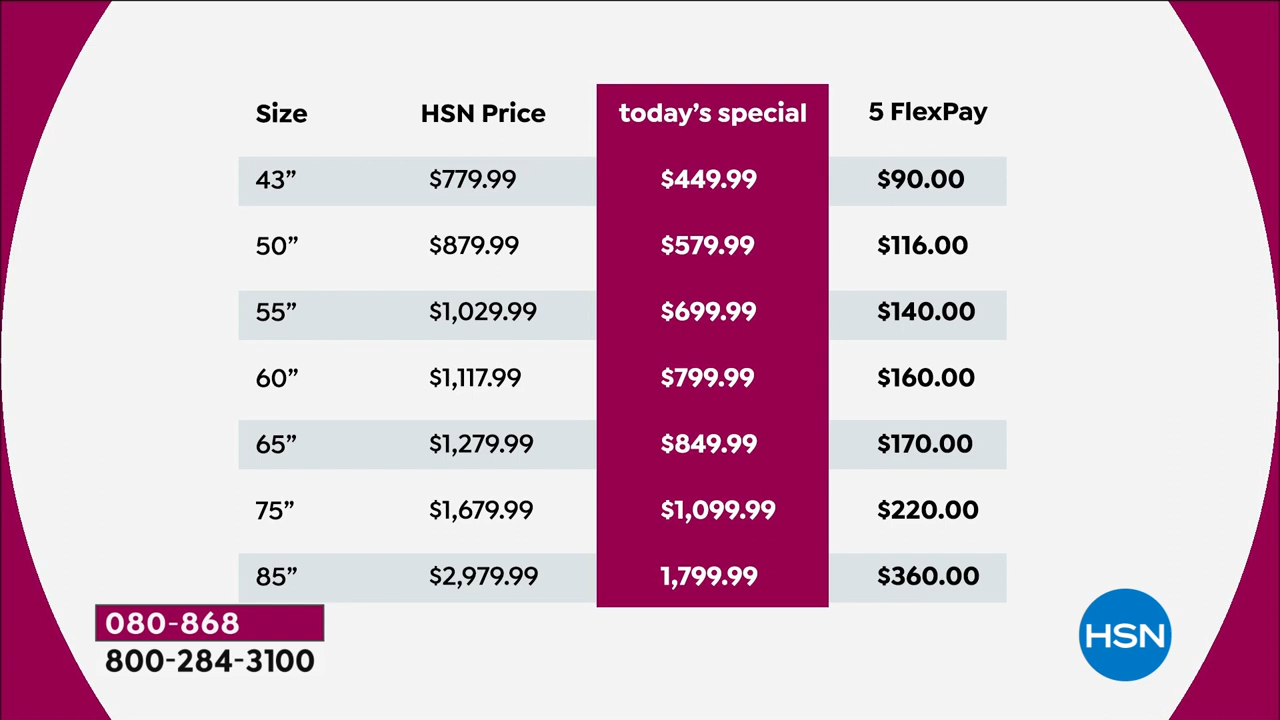 Size HSN Price today’s special 5 FlexPay
43” $779.99 $449.99 $90.00
50” $879.99 $579.99 $116.00
55” $1,029.99 $699.99 $140.00
60” $1,117.99 $799.99 $160.00
65” $1,279.99 $849.99 $170.00
75” $1,679.99 $1,099.99 $220.00
85” $2,979.99 1,799.99 $360.00
080-868
800-284-3100
HSN